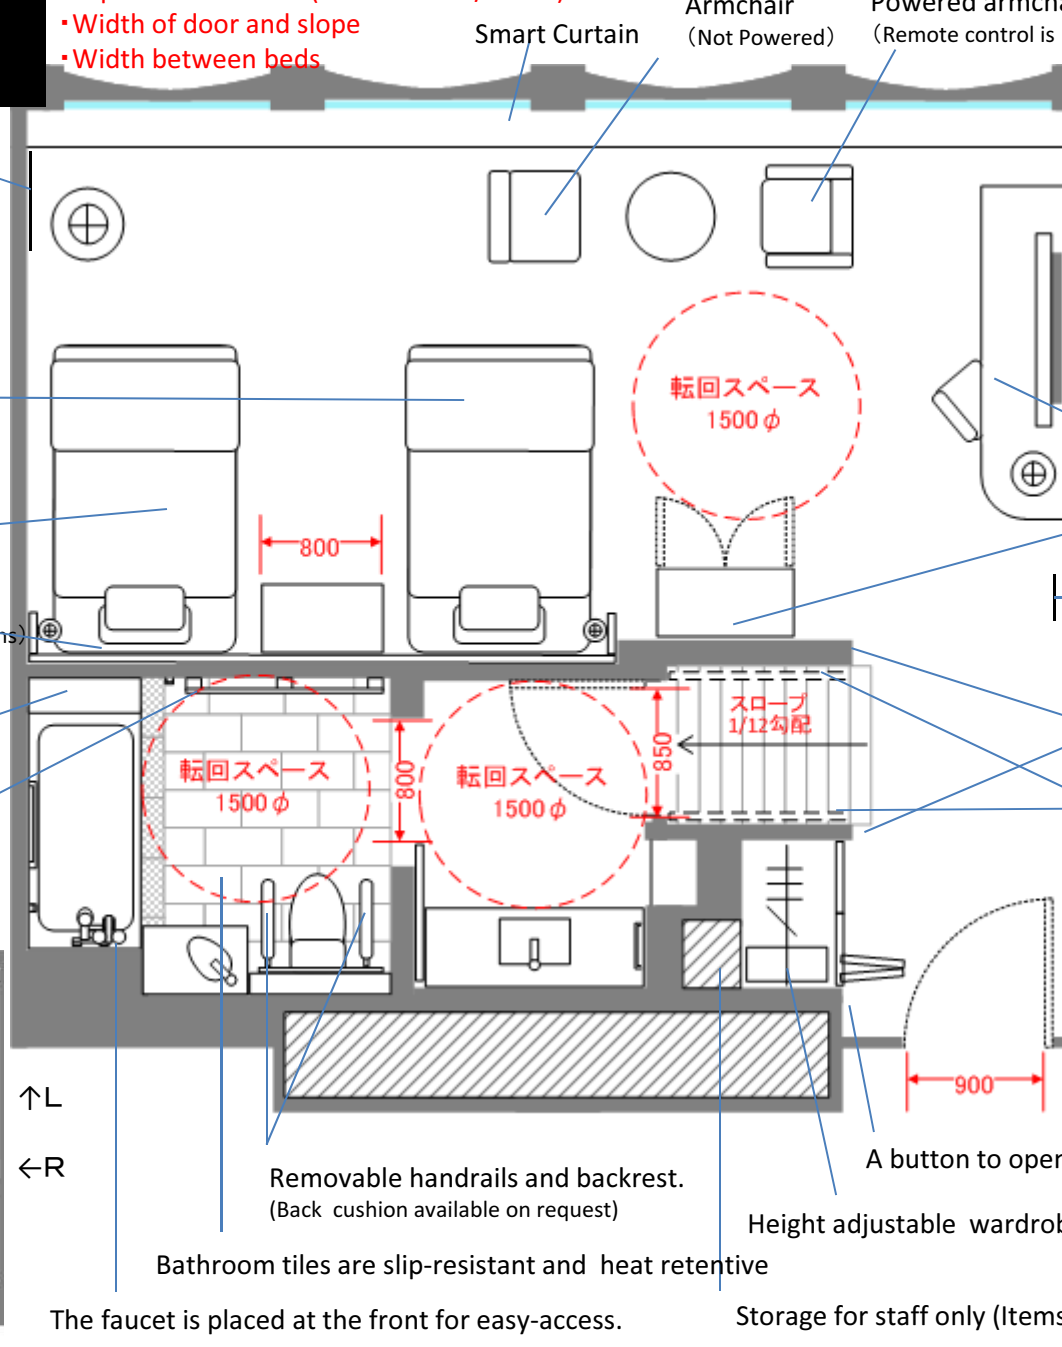 ・Width of door and slope
・Width between beds
Smart Curtain
Armchair
（Not Powered）
Powered armcha
（Remote control is
転回スペース
1500φ
800
ns)
スロープ
1/12勾配
850
800
転回スペース
1500φ
転回スペース
1500φ
900
↑L
←R
A button to open
Removable handrails and backrest.
(Back cushion available on request)
Height adjustable wardrob
Bathroom tiles are slip-resistant and heat retentive
The faucet is placed at the front for easy-access.
Storage for staff only (Items